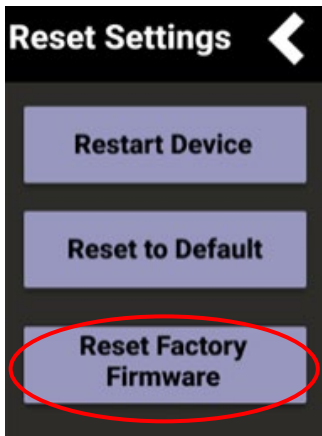 Reset Settings
Restart Device
Reset to Default
Reset Factory
Firmware